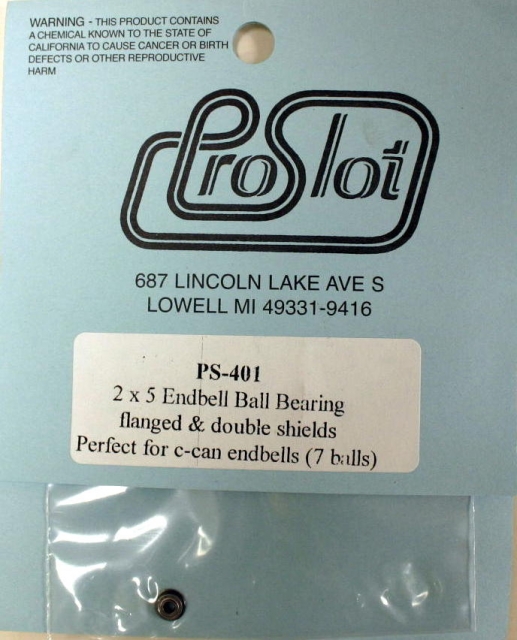 WARNING - THIS PRODUCT CONTAINS
A CHEMICAL KNOWN TO THE STATE OF
CALIFORNIA TO CAUSE CANCER OR BIRTH
DEFECTS OR OTHER REPRODUCTIVE
HARM
ProSlot
687 LINCOLN LAKE AVE S
LOWELL MI 49331-9416
PS-401
2 x 5 Endbell Ball Bearing
flanged & double shields
Perfect for c-can endbells (7 balls)